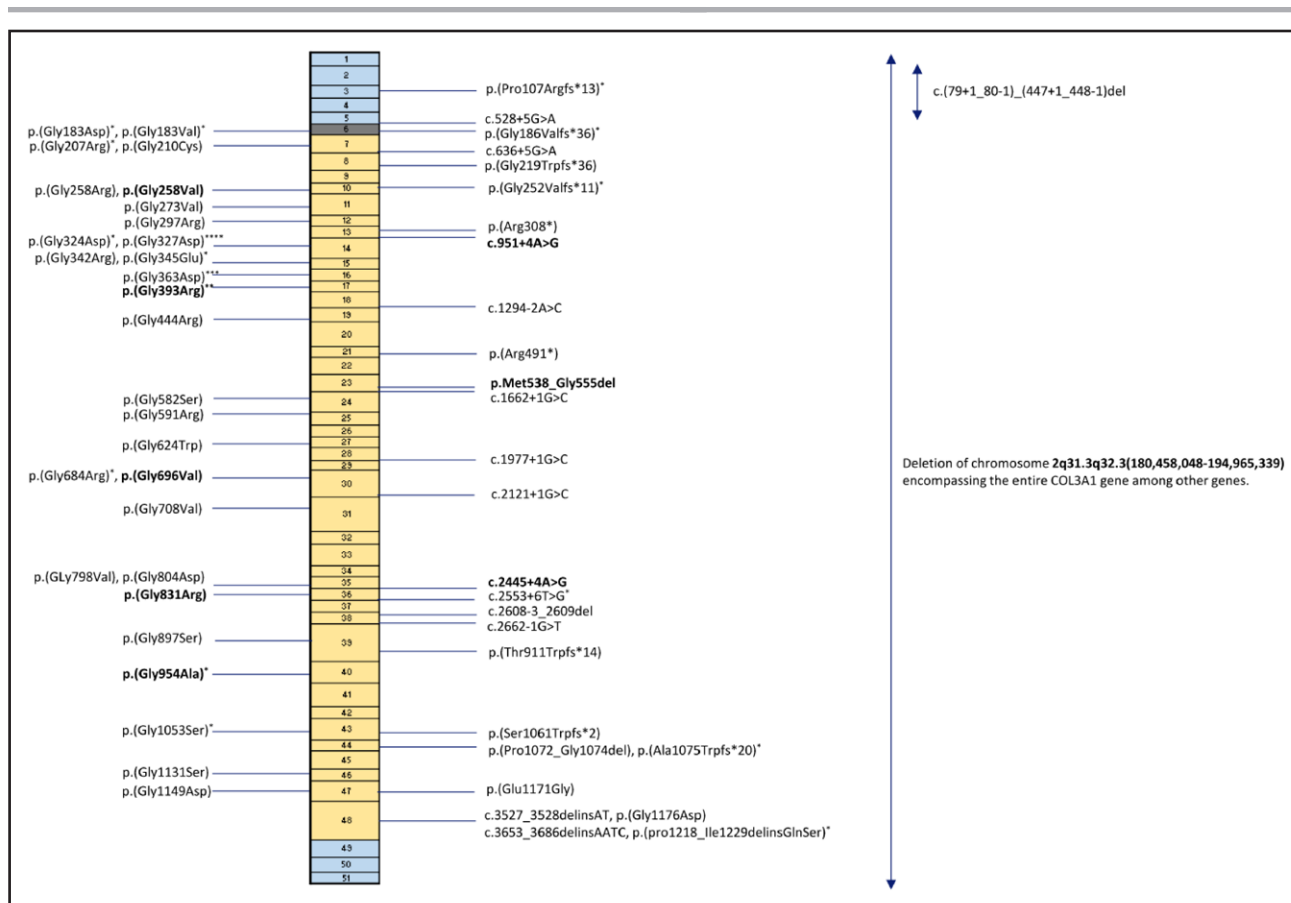 1
2
3
4
5
6
7
8
9
10
11
12
13
14
15
16
17
18
19
20
21
22
23
24
25
26
27
28
29
30
31
32
33
34
35
36
37
38
39
40
41
42
43
44
45
46
47
48
49
50
51
p.(Gly183Asp)*, p.(Gly183Val)*
p.(Gly207Arg)*, p.(Gly210Cys)
p.(Gly258Arg), p.(Gly258Val)
p.(Gly273Val)
p.(Gly297Arg)
p.(Gly324Asp)*, p.(Gly327Asp)****
p.(Gly342Arg), p.(Gly345Glu)*
p.(Gly363Asp)***
p.(Gly393Arg)**
p.(Gly444Arg)
p.(Gly582Ser)
p.(Gly591Arg)
p.(Gly624Trp)
p.(Gly684Arg)*, p.(Gly696Val)
p.(Gly708Val)
p.(GLy798Val), p.(Gly804Asp)
p.(Gly831Arg)
p.(Gly897Ser)
p.(Gly954Ala)*
p.(Gly1053Ser)*
p.(Gly1131Ser)
p.(Gly1149Asp)
p.(Pro107Argfs*13)*
c.528+5G>A
p.(Gly186Valfs*36)*
c.636+5G>A
p.(Gly219Trpfs*36)
p.(Gly252Valfs*11)*
p.(Arg308*)
c.951+4A>G
c.1294-2A>C
p.(Arg491*)
p.Met538_Gly555del
c.1662+1G>C
c.1977+1G>C
c.2121+1G>C
c.2445+4A>G
c.2553+6T>G*
c.2608-3_2609del
c.2662-1G>T
p.(Thr911Trpfs*14)
p.(Ser1061Trpfs*2)
p.(Pro1072_Gly1074del), p.(Ala1075Trpfs*20)*
p.(Glu1171Gly)
c.3527_3528delinsAT, p.(Gly1176Asp)
c.3653_3686delinsAATC, p.(pro1218_Ile1229delinsGlnSer)*
c.(79+1_80-1)_(447+1_448-1)del
Deletion of chromosome 2q31.3q32.3(180,458,048-194,965,339)
encompassing the entire COL3A1 gene among other genes.